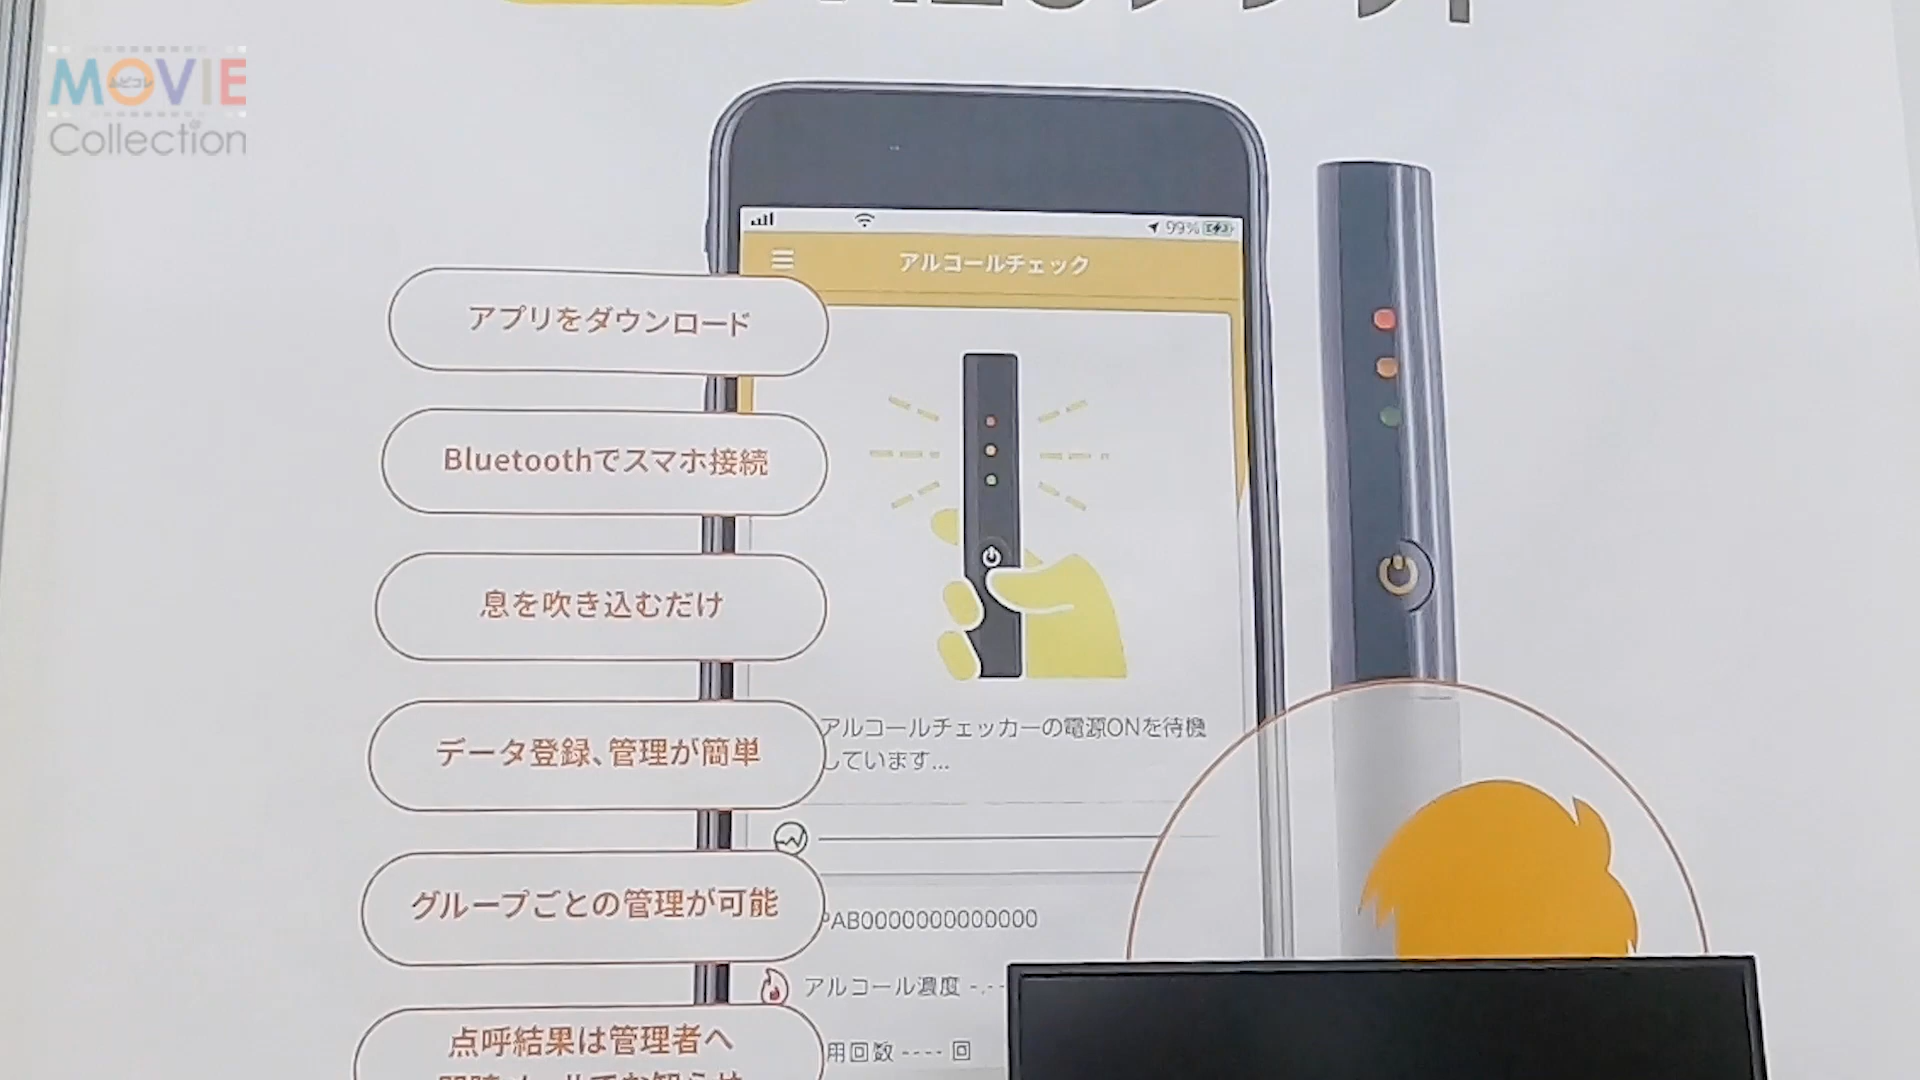 MOVIE
ムビコレ
Collection
99%
アルコールチェック
アプリをダウンロード
Bluetoothでスマホ接続
息を吹き込むだけ
データ登録、管理が簡単
アルコールチェッカーの電源ONを待機
しています...
グループごとの管理が可能
PAB0000000000000
アルコール濃度 -.--
用回数 ---- 回
点呼結果は管理者へ